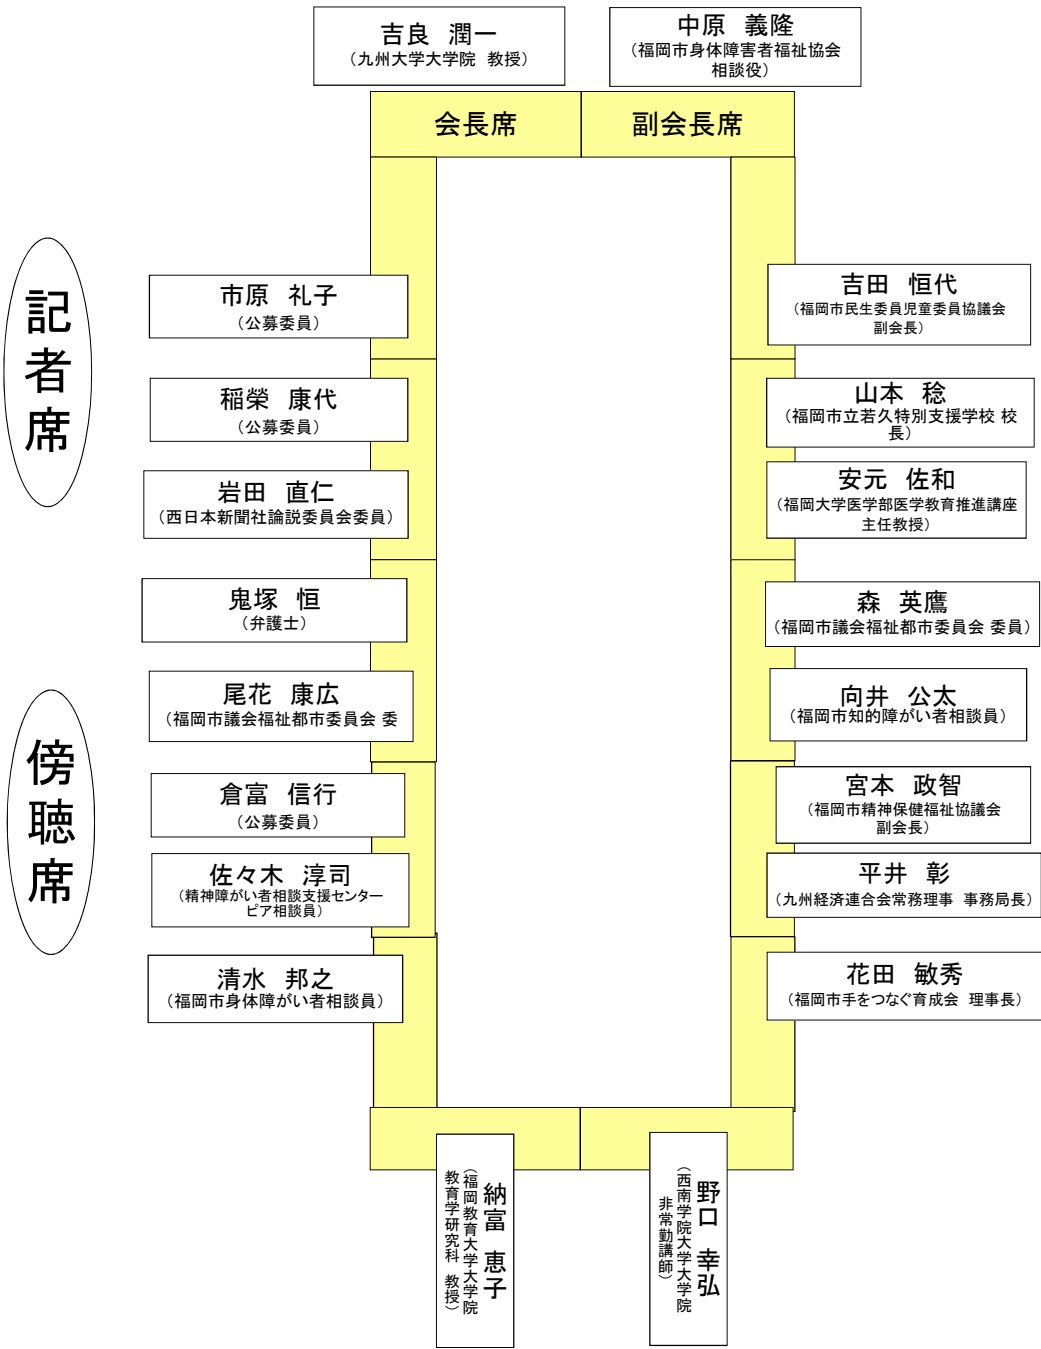 吉良 潤一
（九州大学大学院 教授）
中原 義隆
（福岡市身体障害者福祉協会
相談役）
会長席
副会長席
記者席
傍聴席
市原 礼子
（公募委員）
稲榮 康代
（公募委員）
岩田 直仁
（西日本新聞社論説委員会委員）
鬼塚 恒
（弁護士）
尾花 康広
（福岡市議会福祉都市委員会 委
倉富 信行
（公募委員）
佐々木 淳司
（精神障がい者相談支援センター
ピア相談員）
清水 邦之
（福岡市身体障がい者相談員）
吉田 恒代
（福岡市民生委員児童委員協議会
副会長）
山本 稔
（福岡市立若久特別支援学校 校
長）
安元 佐和
（福岡大学医学部医学教育推進講座
主任教授）
森 英鷹
（福岡市議会福祉都市委員会 委員）
向井 公太
（福岡市知的障がい者相談員）
宮本 政智
（福岡市精神保健福祉協議会
副会長）
平井 彰
（九州経済連合会常務理事 事務局長）
花田 敏秀
（福岡市手をつなぐ育成会 理事長）
納富 恵子
（福岡教育大学大学院
教育学研究科 教授）
野口 幸弘
（西南学院大学大学院
非常勤講師）